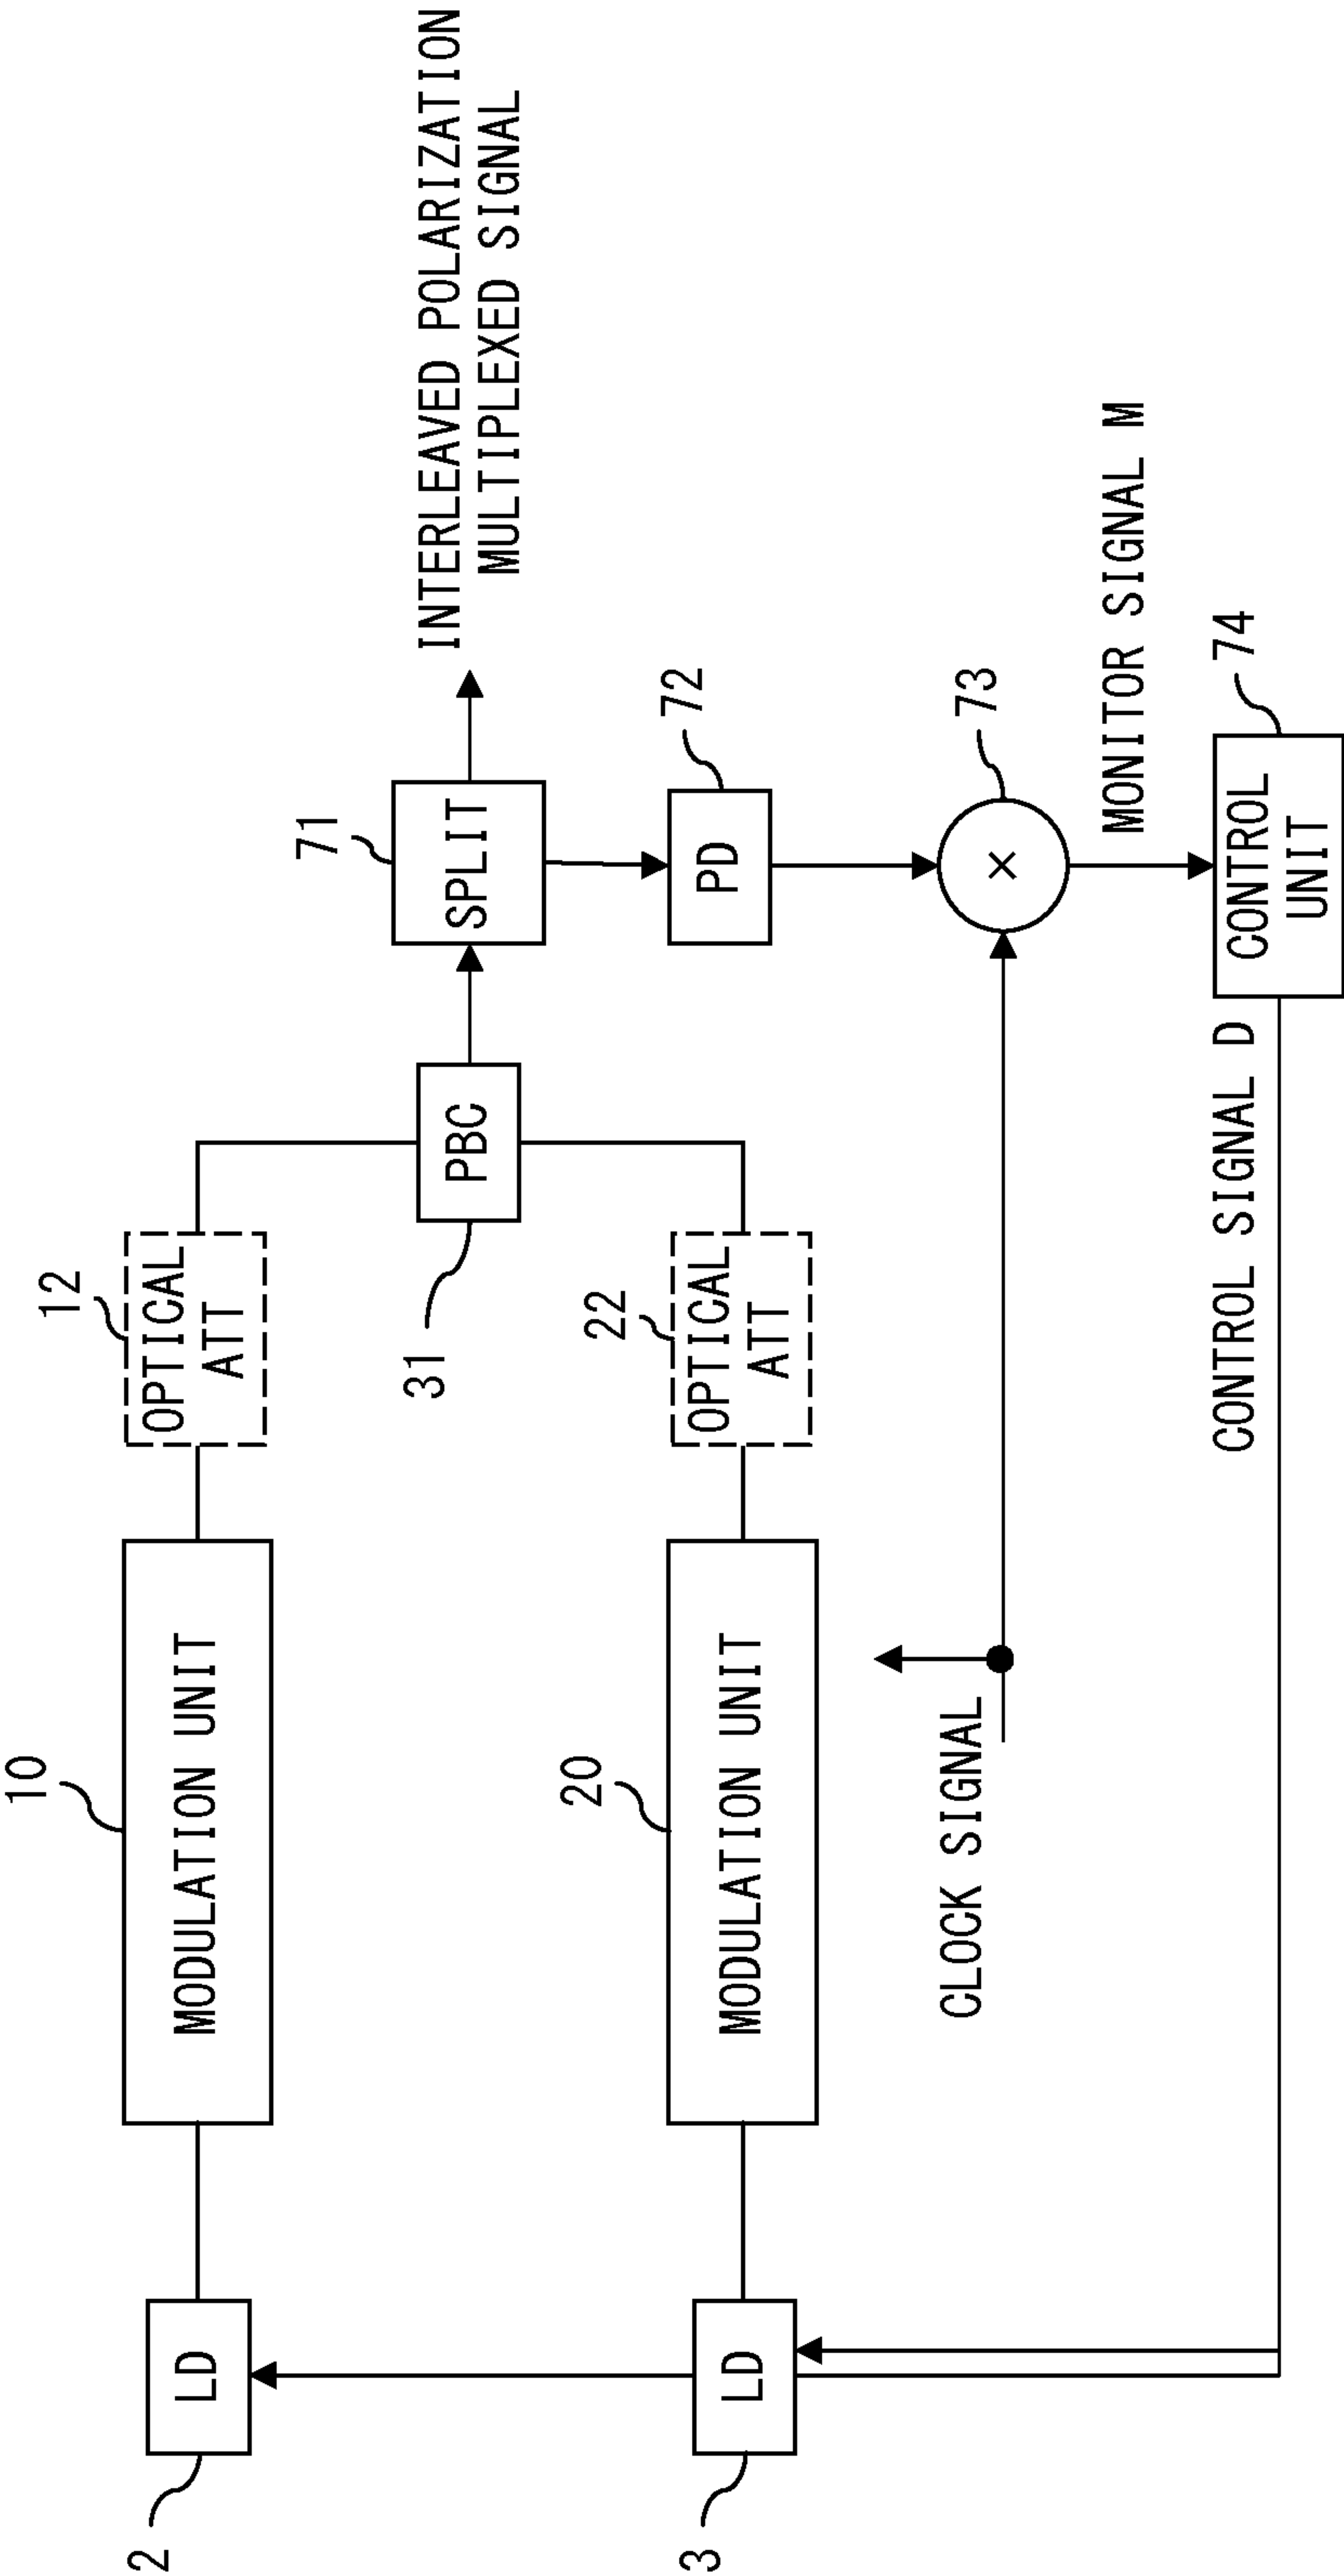 2
LD
10
MODULATION UNIT
12
OPTICAL
ATT
31
PBC
71
SPLIT
INTERLEAVED POLARIZATION
MULTIPLEXED SIGNAL
3
LD
20
MODULATION UNIT
22
OPTICAL
ATT
72
PD
CLOCK SIGNAL
73
×
MONITOR SIGNAL M
CONTROL SIGNAL D
74
CONTROL
UNIT